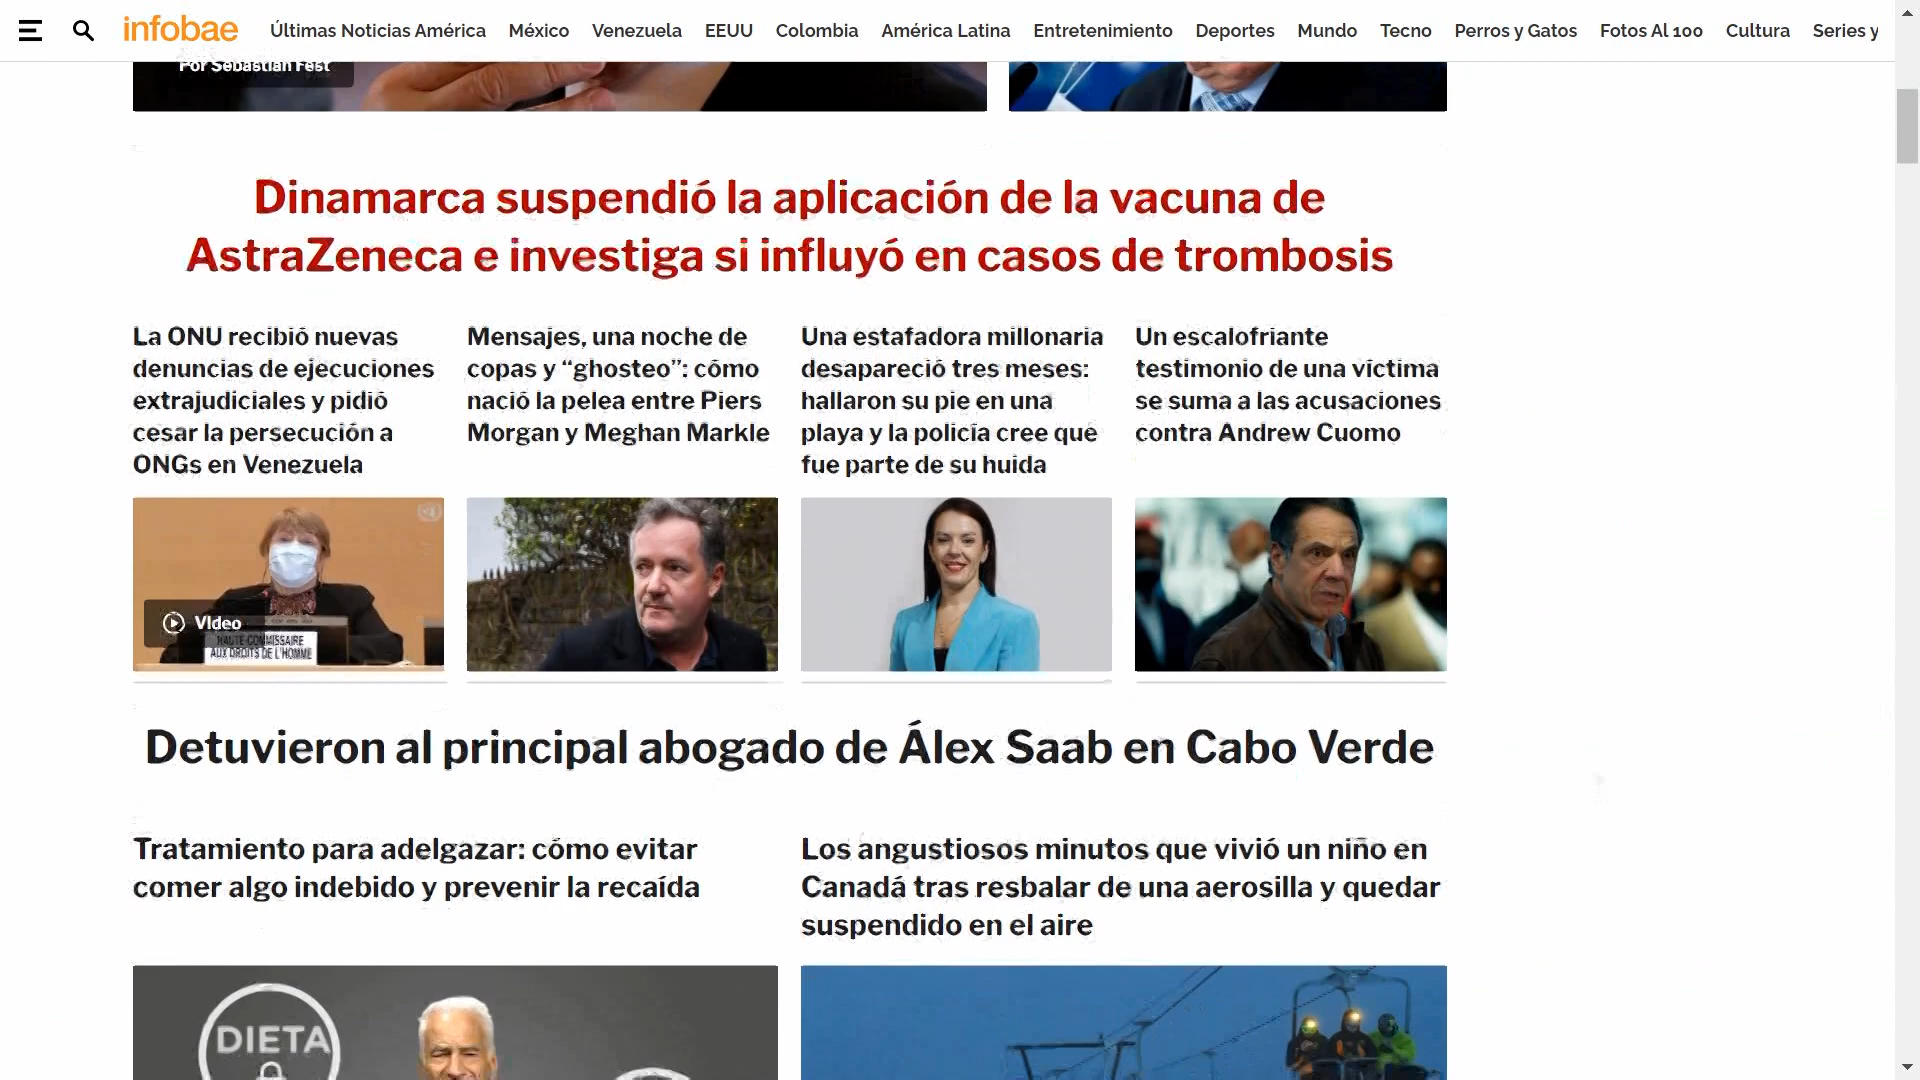 infobae
Últimas Noticias América México Venezuela EEUU Colombia América Latina Entretenimiento Deportes Mundo Tecno Perros y Gatos Fotos Al 100 Cultura Series y
Por Sebastián Fest
Dinamarca suspendió la aplicación de la vacuna de
AstraZeneca e investiga si influyó en casos de trombosis
La ONU recibió nuevas
denuncias de ejecuciones
extrajudiciales y pidió
cesar la persecución a
ONGs en Venezuela
Mensajes, una noche de
copas y “ghosteo”: cómo
nació la pelea entre Piers
Morgan y Meghan Markle
Una estafadora millonaria
desapareció tres meses:
hallaron su pie en una
playa y la policía cree que
fue parte de su huida
Un escalofriante
testimonio de una víctima
se suma a las acusaciones
contra Andrew Cuomo
Video
HAUTE-COMMISSAIRE
AUX DROITS DE L'HOMME
Detuvieron al principal abogado de Álex Saab en Cabo Verde
Tratamiento para adelgazar: cómo evitar
comer algo indebido y prevenir la recaída
Los angustiosos minutos que vivió un niño en
Canadá tras resbalar de una aerosilla y quedar
suspendido en el aire
DIETA